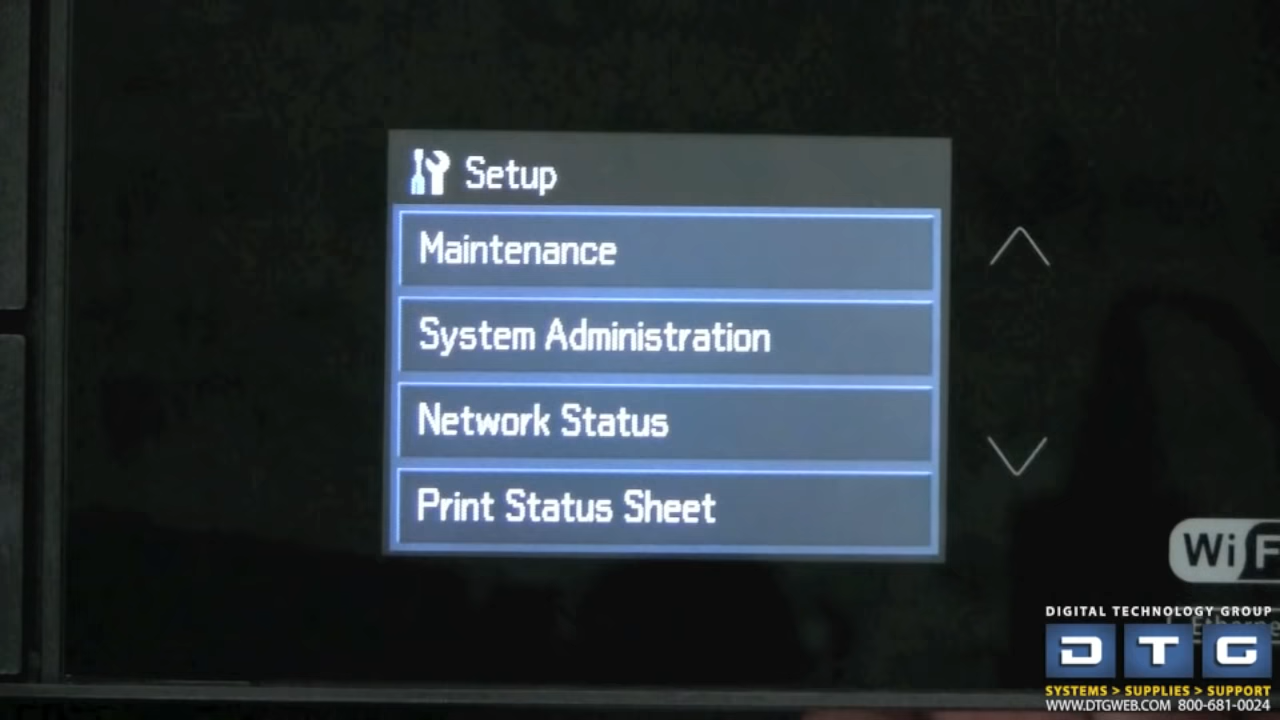 Setup
Maintenance
System Administration
Network Status
Print Status Sheet
Wi F
DIGITAL TECHNOLOGY GROUP
DTG
SYSTEMS > SUPPLIES > SUPPORT
WWW.DTGWEB.COM 800-681-0024